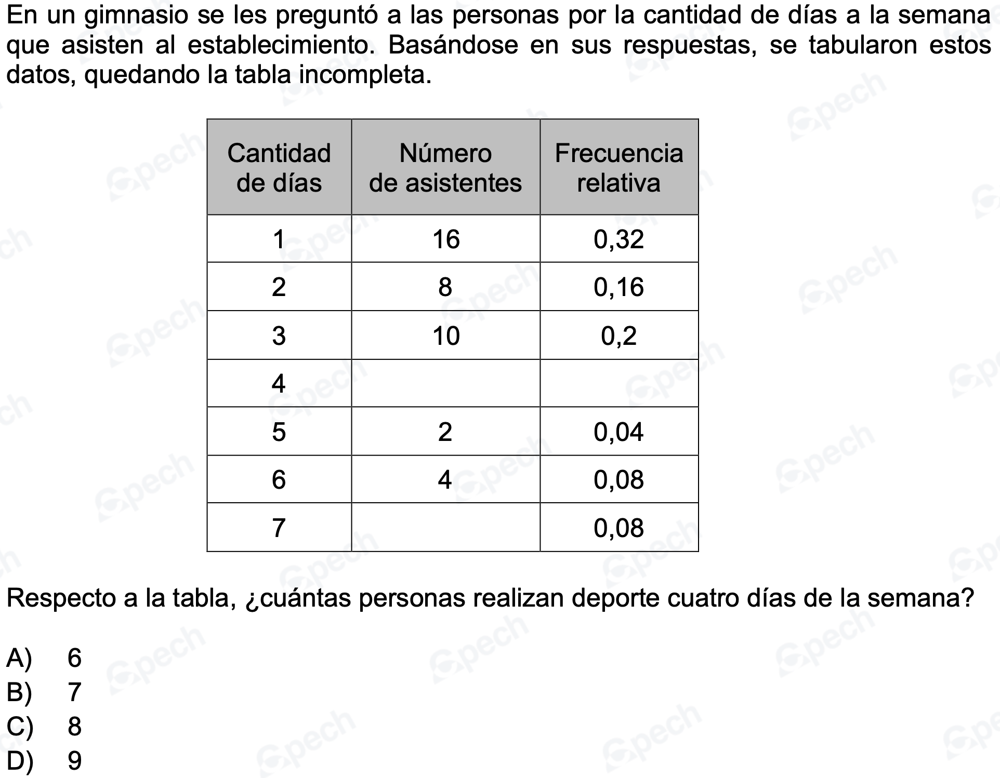 En un gimnasio se les preguntó a las personas por la cantidad de días a la semana
que asisten al establecimiento. Basándose en sus respuestas, se tabularon estos
datos, quedando la tabla incompleta.
Cantidad de días Número de asistentes Frecuencia relativa
1 16 0,32
2 8 0,16
3 10 0,2
4
5 2 0,04
6 4 0,08
7 0,08
Respecto a la tabla, ¿cuántas personas realizan deporte cuatro días de la semana?
A) 6
B) 7
C) 8
D) 9